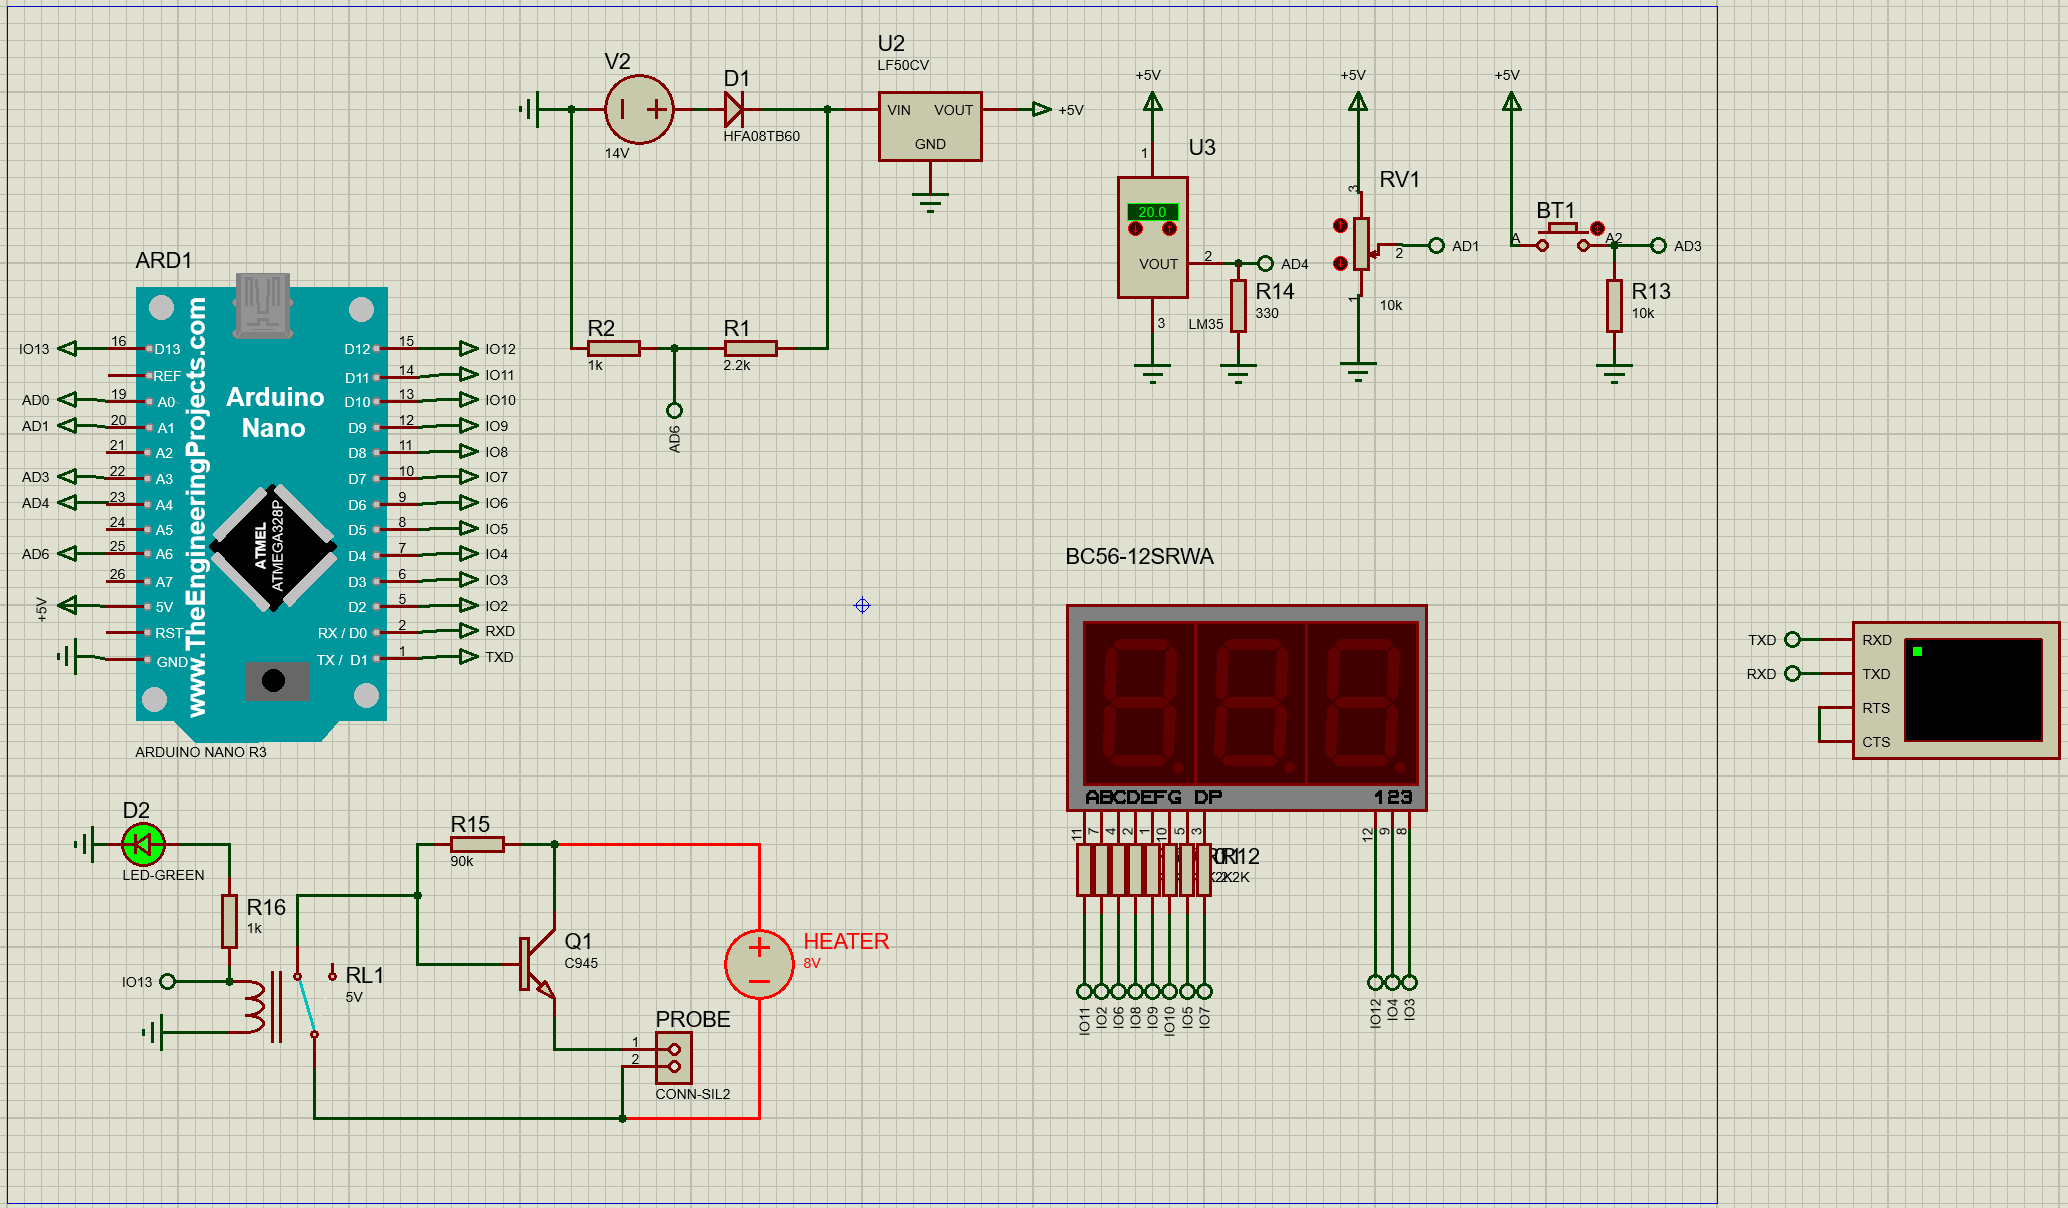 V2
14V
D1
HFA08TB60
U2
LF50CV
VIN VOUT
GND
+5V
R2
1k
R1
2.2k
AD6
+5V
1
U3
20.0
VOUT
2
AD4
3
LM35
R14
330
+5V
3
RV1
2
AD1
1
10k
+5V
BT1
A
A2
AD3
R13
10k
ARD1
www.TheEngineeringProjects.com
Arduino
Nano
ATMEL
ATMEGA328P
IO13 16 D13
REF
AD0 19 A0
AD1 20 A1
21 A2
AD3 22 A3
AD4 23 A4
24 A5
AD6 25 A6
26 A7
+5V 5V
RST
GND
D12 15 IO12
D11 14 IO11
D10 13 IO10
D9 12 IO9
D8 11 IO8
D7 10 IO7
D6 9 IO6
D5 8 IO5
D4 7 IO4
D3 6 IO3
D2 5 IO2
RX / D0 2 RXD
TX / D1 1 TXD
ARDUINO NANO R3
BC56-12SRWA
ABCDEFG DP
123
11 7 4 2 1 10 5 3
12 9 8
R12
2K
IO11 IO2 IO6 IO8 IO9 IO10 IO5 IO7
IO12 IO4 IO3
TXD RXD
RXD TXD
RTS
CTS
D2
LED-GREEN
R16
1k
IO13
RL1
5V
R15
90k
Q1
C945
HEATER
8V
PROBE
1
2
CONN-SIL2